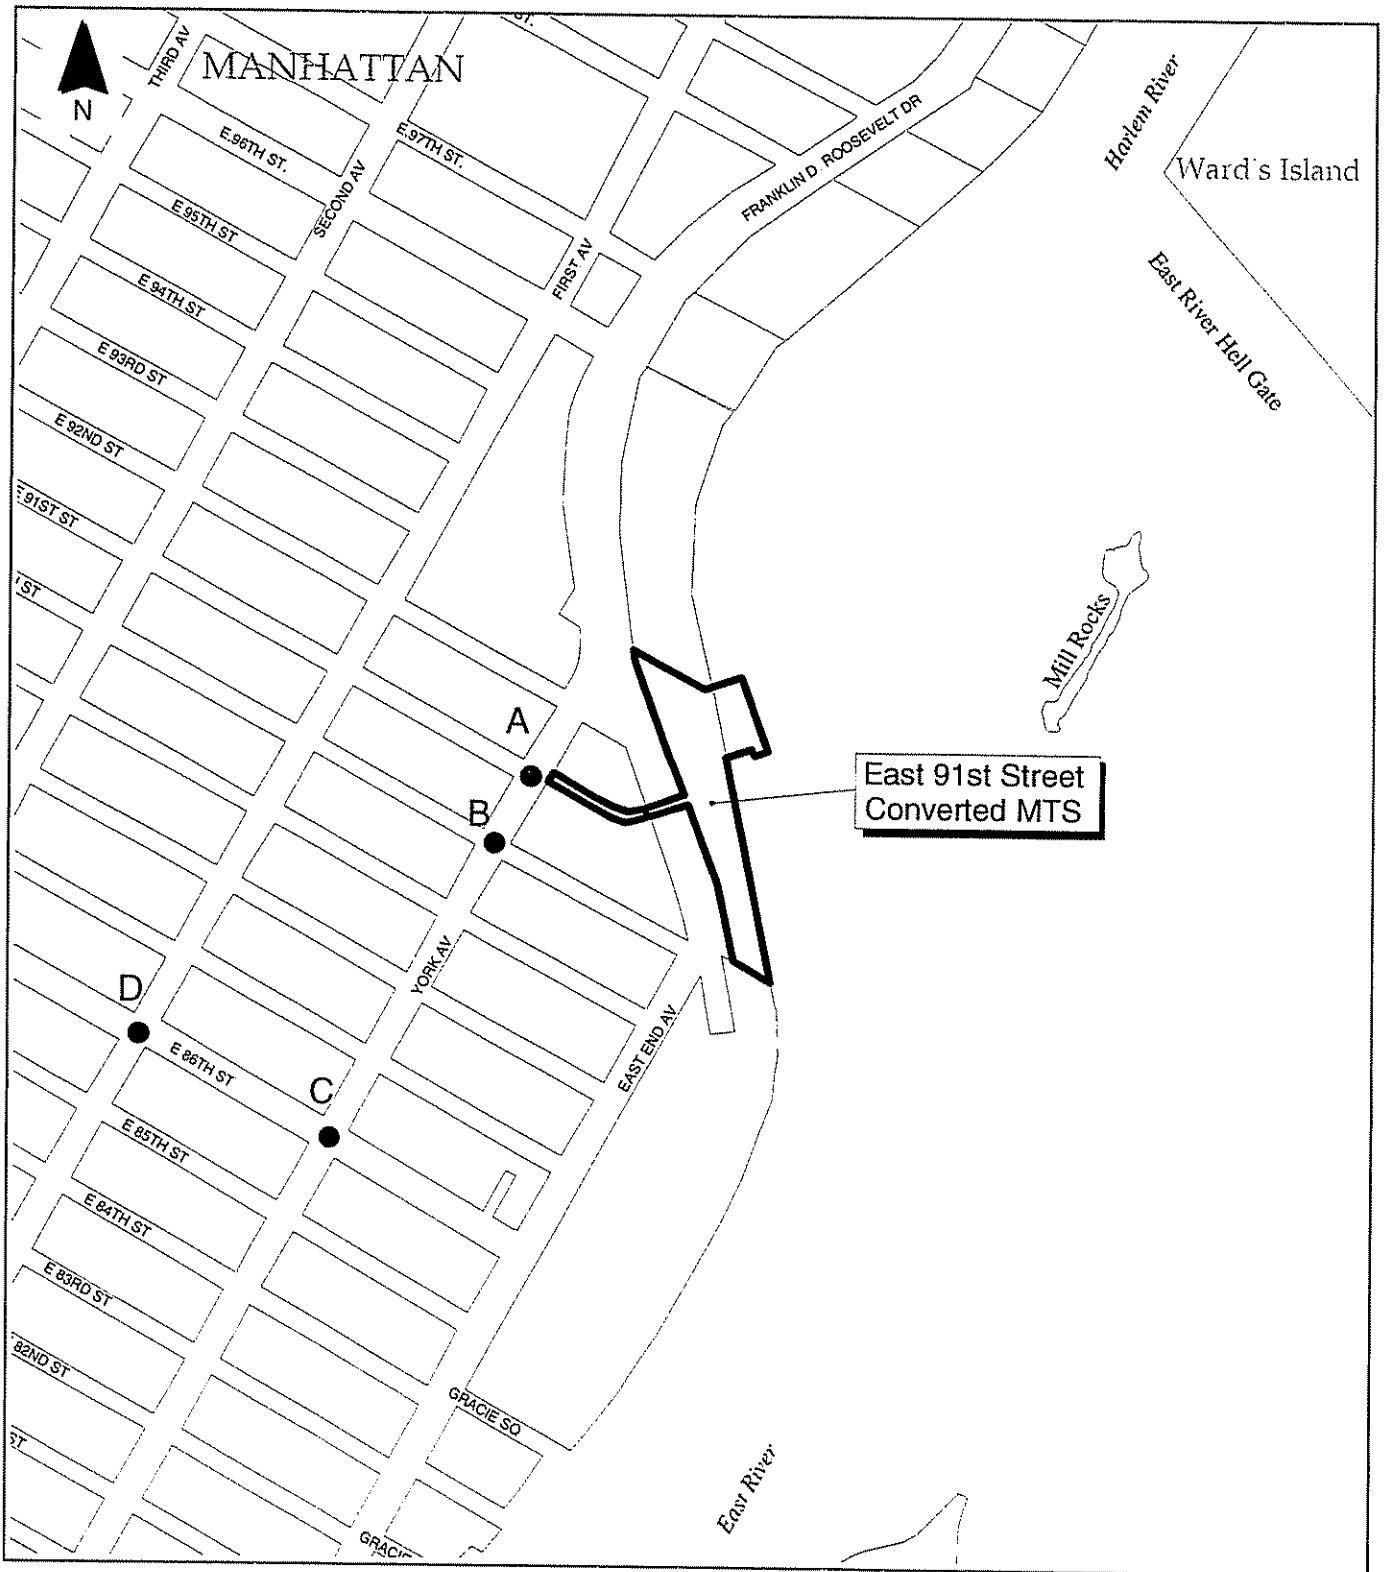 ST.
THIRD AV
MANHATTAN
N
E.96TH ST.
E.97TH ST.
FRANKLIN D. ROOSEVELT DR
Harlem River
Ward's Island
SECOND AV
E 95TH ST
FIRST AV
East River Hell Gate
E 94TH ST
E 93RD ST
E 92ND ST
E 91ST ST
ST
Mill Rocks
A
East 91st Street
Converted MTS
B
YORK AV
D
EAST END AV
E 86TH ST
C
E 85TH ST
E 84TH ST
E 83RD ST
82ND ST
GRACIE SQ
ST
East River
GRACIE